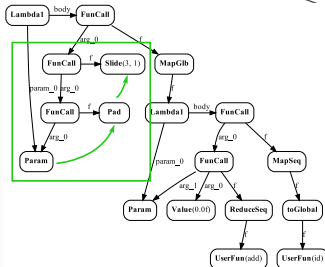 Lambda1 body FunCall
arg_0 f
FunCall f Slide(3, 1) MapGlb
param_0 arg_0 f
FunCall f Pad Lambda1 body FunCall
arg_0 arg_0 f
Param param_0 FunCall MapSeq
arg_1 arg_0 f f
Param Value(0.0f) ReduceSeq toGlobal
f f
UserFun(add) UserFun(id)